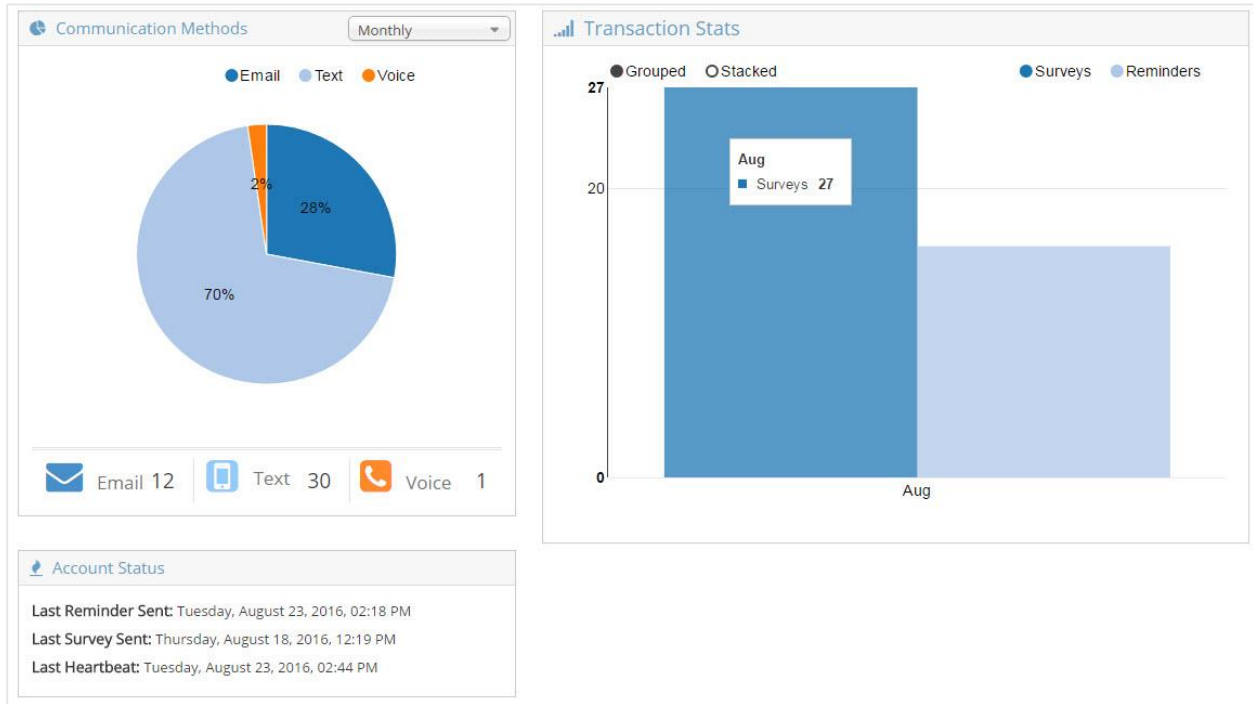 Communication Methods
Monthly
Email Text Voice
2%
28%
70%
Email 12 Text 30 Voice 1
Transaction Stats
Grouped Stacked Surveys Reminders
27
Aug
Surveys 27
20
0
Aug
Account Status
Last Reminder Sent: Tuesday, August 23, 2016, 02:18 PM
Last Survey Sent: Thursday, August 18, 2016, 12:19 PM
Last Heartbeat: Tuesday, August 23, 2016, 02:44 PM